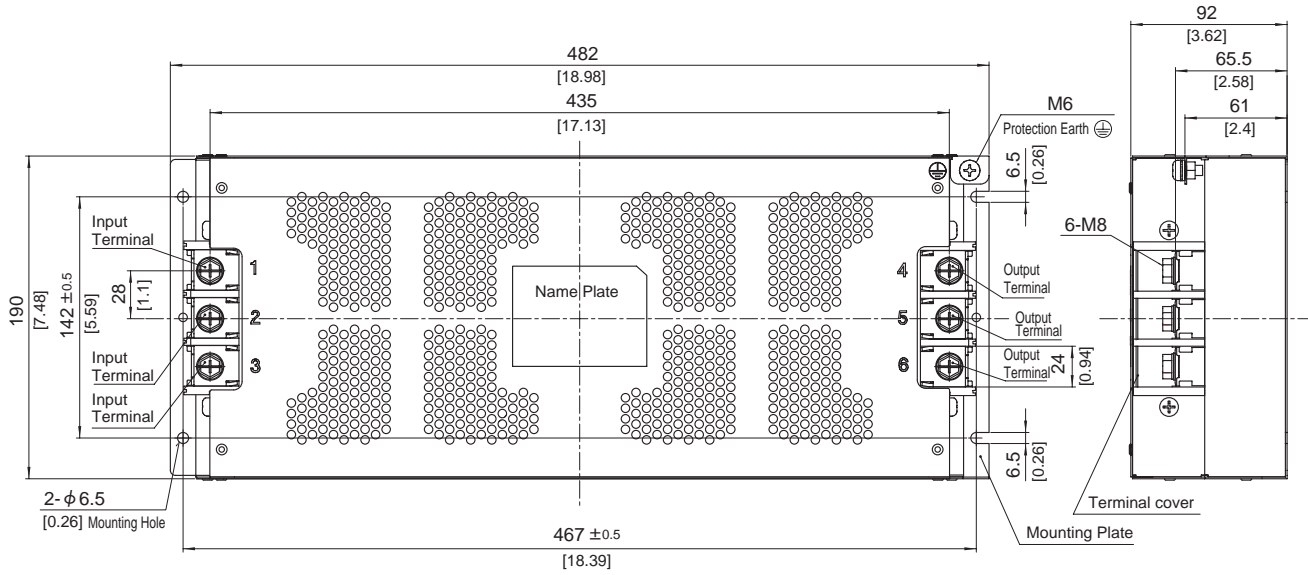 482
[18.98]
435
[17.13]
M6
Protection Earth
6.5
[0.26]
92
[3.62]
65.5
[2.58]
61
[2.4]
190
[7.48]
142 ±0.5
[5.59]
28
[1.1]
Input
Terminal
1
2
3
Input
Terminal
Input
Terminal
Name Plate
4
5
6
Output
Terminal
Output
Terminal
Output
Terminal
24
[0.94]
6.5
[0.26]
6-M8
2-ϕ6.5
[0.26] Mounting Hole
467 ±0.5
[18.39]
Mounting Plate
Terminal cover